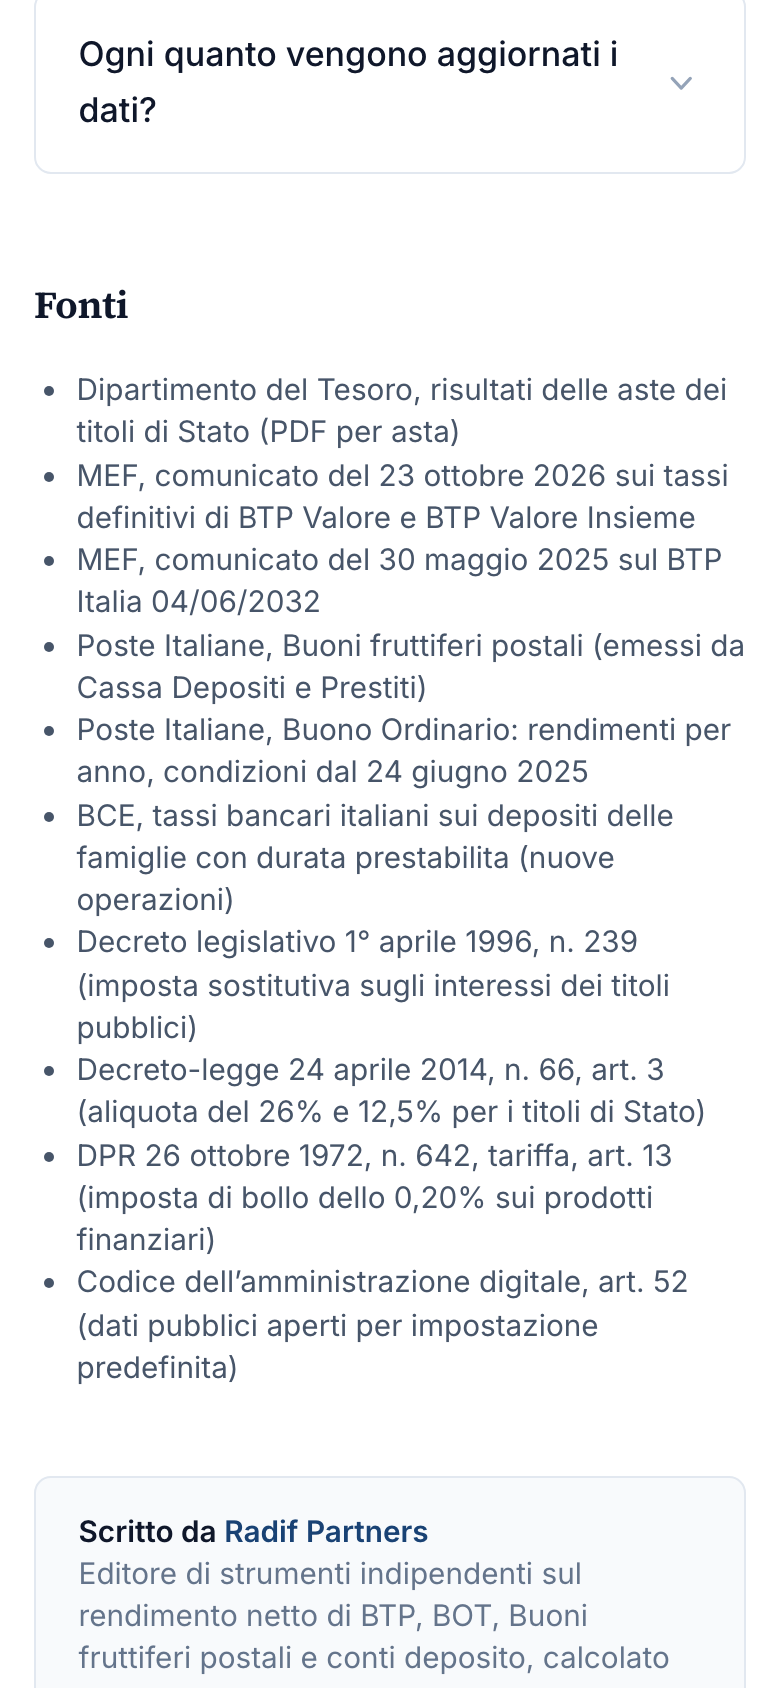 Ogni quanto vengono aggiornati i
dati?
Fonti
• Dipartimento del Tesoro, risultati delle aste dei
titoli di Stato (PDF per asta)
• MEF, comunicato del 23 ottobre 2026 sui tassi
definitivi di BTP Valore e BTP Valore Insieme
• MEF, comunicato del 30 maggio 2025 sul BTP
Italia 04/06/2032
• Poste Italiane, Buoni fruttiferi postali (emessi da
Cassa Depositi e Prestiti)
• Poste Italiane, Buono Ordinario: rendimenti per
anno, condizioni dal 24 giugno 2025
• BCE, tassi bancari italiani sui depositi delle
famiglie con durata prestabilita (nuove
operazioni)
• Decreto legislativo 1° aprile 1996, n. 239
(imposta sostitutiva sugli interessi dei titoli
pubblici)
• Decreto-legge 24 aprile 2014, n. 66, art. 3
(aliquota del 26% e 12,5% per i titoli di Stato)
• DPR 26 ottobre 1972, n. 642, tariffa, art. 13
(imposta di bollo dello 0,20% sui prodotti
finanziari)
• Codice dell’amministrazione digitale, art. 52
(dati pubblici aperti per impostazione
predefinita)
Scritto da Radif Partners
Editore di strumenti indipendenti sul
rendimento netto di BTP, BOT, Buoni
fruttiferi postali e conti deposito, calcolato